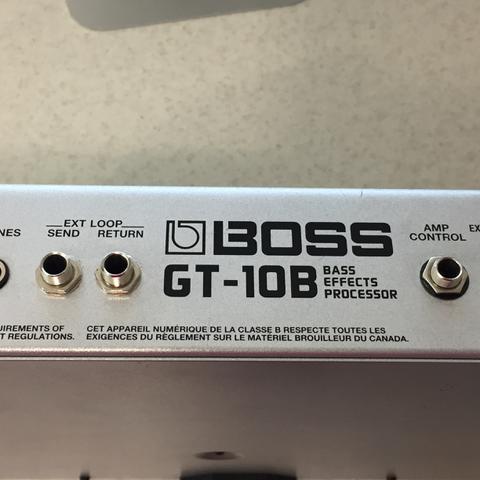 NES
EXT LOOP
SEND RETURN
BOSS
GT-10B
BASS
EFFECTS
PROCESSOR
AMP
CONTROL
EX
UIREMENTS OF
T REGULATIONS.
CET APPAREIL NUMÉRIQUE DE LA CLASSE B RESPECTE TOUTES LES
EXIGENCES DU RÈGLEMENT SUR LE MATÉRIEL BROUILLEUR DU CANADA.